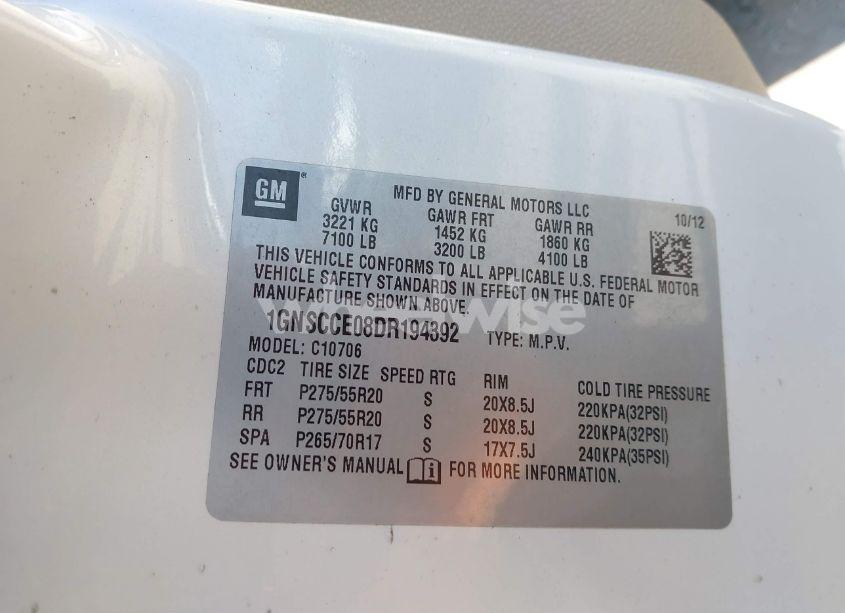 GM ®
MFD BY GENERAL MOTORS LLC
10/12
GVWR GAWR FRT GAWR RR
3221 KG 1452 KG 1860 KG
7100 LB 3200 LB 4100 LB
THIS VEHICLE CONFORMS TO ALL APPLICABLE U.S. FEDERAL MOTOR
VEHICLE SAFETY STANDARDS IN EFFECT ON THE DATE OF
MANUFACTURE SHOWN ABOVE.
wheelwise
1GNSCCE08DR194392 TYPE: M.P.V.
MODEL: C10706
CDC2 TIRE SIZE SPEED RTG RIM COLD TIRE PRESSURE
FRT P275/55R20 S 20X8.5J 220KPA(32PSI)
RR P275/55R20 S 20X8.5J 220KPA(32PSI)
SPA P265/70R17 S 17X7.5J 240KPA(35PSI)
SEE OWNER'S MANUAL i FOR MORE INFORMATION.